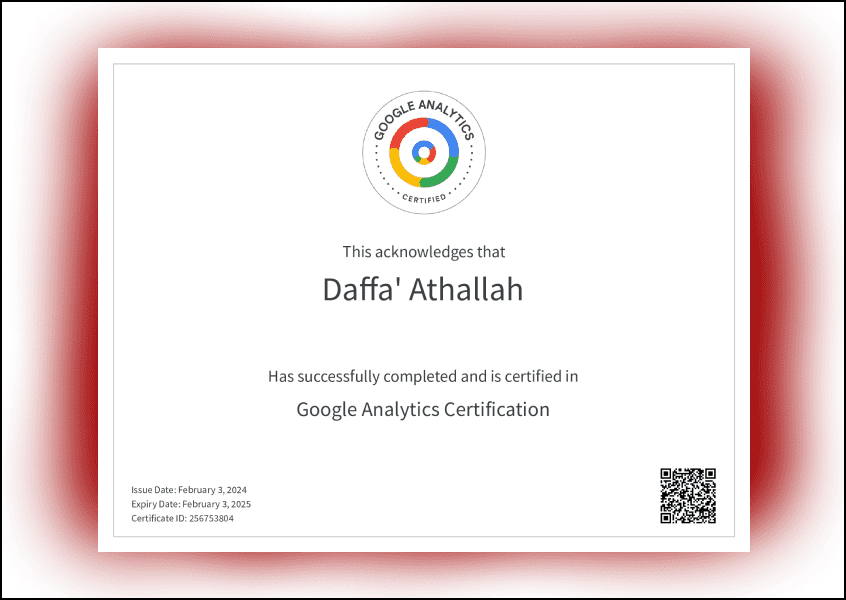 GOOGLE ANALYTICS
CERTIFIED
This acknowledges that
Daffa' Athallah
Has successfully completed and is certified in
Google Analytics Certification
Issue Date: February 3, 2024
Expiry Date: February 3, 2025
Certificate ID: 256753804